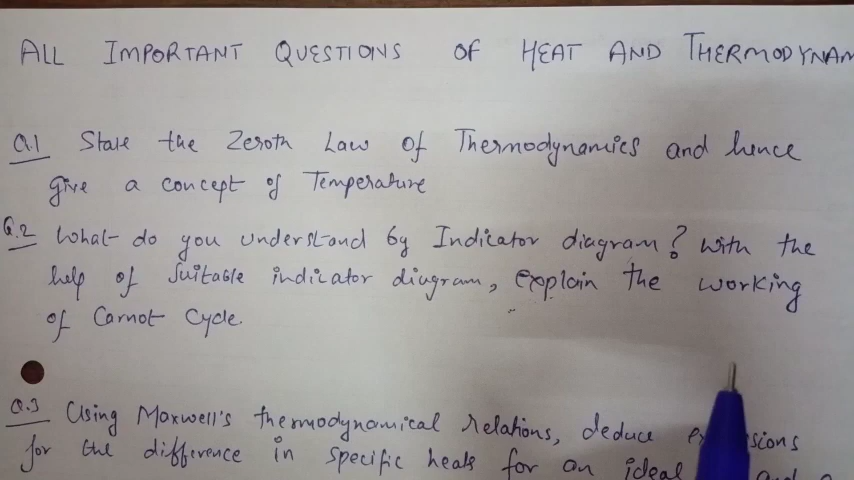 ALL IMPORTANT QUESTIONS OF HEAT AND THERMODYNAM
Q.1 State the Zeroth Law of Thermodynamics and hence
give a concept of Temperature
Q.2 What do you understand by Indicator diagram? With the
help of suitable indicator diagram, explain the working
of Carnot Cycle.
Q.3 Using Maxwell's thermodynamical relations, deduce
for the difference in specific heats for an ideal and